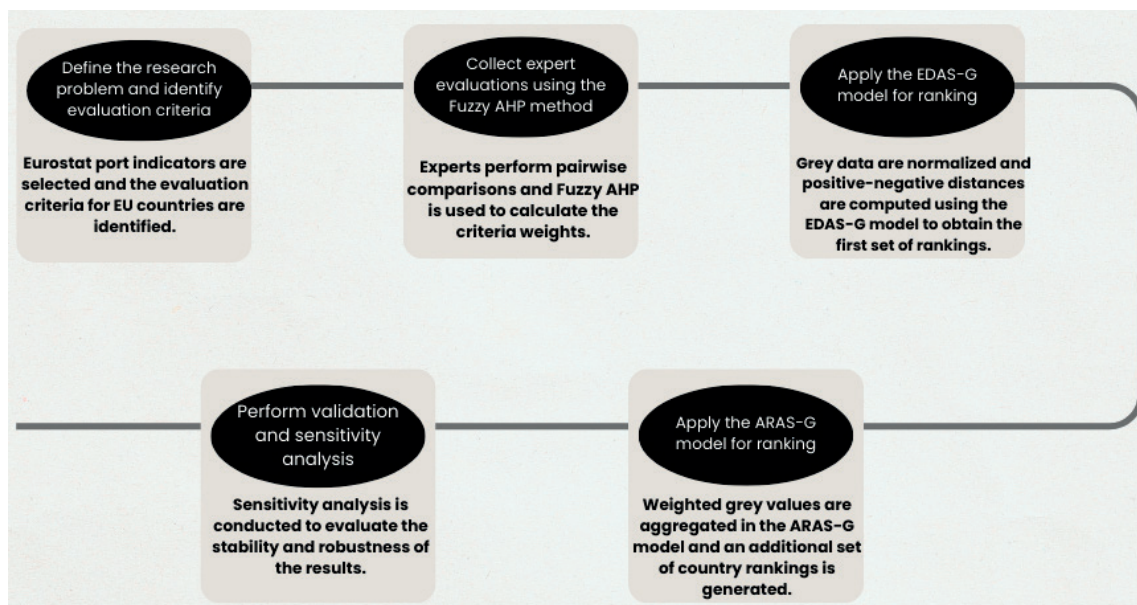 Define the research
problem and identify
evaluation criteria
Eurostat port indicators are
selected and the evaluation
criteria for EU countries are
identified.
Collect expert
evaluations using the
Fuzzy AHP method
Experts perform pairwise
comparisons and Fuzzy AHP
is used to calculate the
criteria weights.
Apply the EDAS-G
model for ranking
Grey data are normalized and
positive-negative distances
are computed using the
EDAS-G model to obtain the
first set of rankings.
Apply the ARAS-G
model for ranking
Weighted grey values are
aggregated in the ARAS-G
model and an additional set
of country rankings is
generated.
Perform validation
and sensitivity
analysis
Sensitivity analysis is
conducted to evaluate the
stability and robustness of
the results.